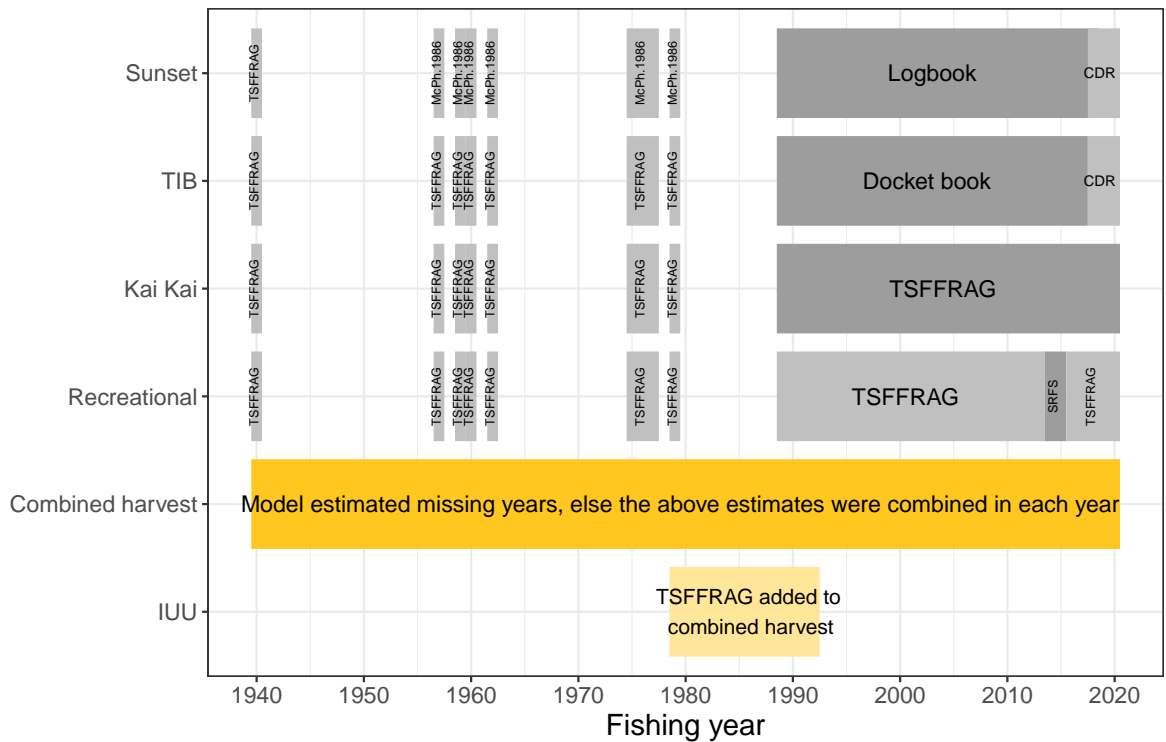 Sunset
TSFFRAG
McPh.1986
McPh.1986
McPh.1986
McPh.1986
McPh.1986
McPh.1986
Logbook
CDR
TIB
TSFFRAG
TSFFRAG
TSFFRAG
TSFFRAG
TSFFRAG
TSFFRAG
TSFFRAG
Docket book
CDR
Kai Kai
TSFFRAG
TSFFRAG
TSFFRAG
TSFFRAG
TSFFRAG
TSFFRAG
TSFFRAG
TSFFRAG
Recreational
TSFFRAG
TSFFRAG
TSFFRAG
TSFFRAG
TSFFRAG
TSFFRAG
TSFFRAG
TSFFRAG
SRFS
TSFFRAG
Combined harvest
Model estimated missing years, else the above estimates were combined in each year
IUU
TSFFRAG added to
combined harvest
1940 1950 1960 1970 1980 1990 2000 2010 2020
Fishing year